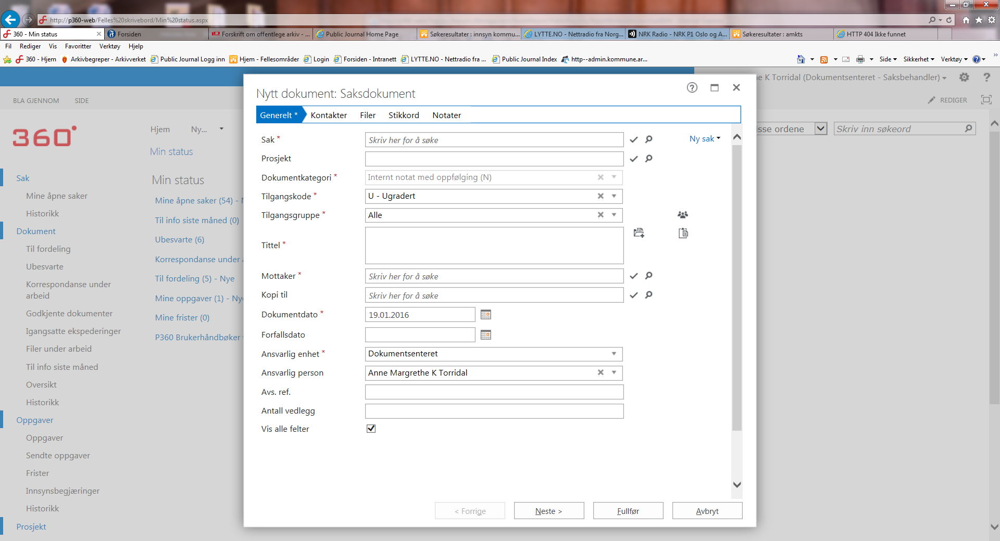 http://p360-web/Felles%20skrivebord/Min%20status.aspx
360 - Min status
Forsiden
Forskrift om offentlege arkiv - ...
Public Journal Home Page
Søkeresultater : innsyn kommu...
LYTTE.NO - Nettradio fra Norg...
NRK Radio - NRK P1 Oslo og A...
Søkeresultater : amkts
HTTP 404 Ikke funnet
Fil Rediger Vis Favoritter Verktøy Hjelp
360 - Hjem Arkivbegreper - Arkivverket Public Journal Logg inn Hjem - Fellesområder Login Forsiden - Intranett LYTTE.NO - Nettradio fra ... Public Journal Index http--admin.kommune.ar... Side Sikkerhet Verktøy
e K Torridal (Dokumentsenteret - Saksbehandler)
BLA GJENNOM SIDE
REDIGER
360°
Hjem Ny...
Min status
isse ordene
Skriv inn søkeord
Sak
Mine åpne saker
Historikk
Dokument
Til fordeling
Ubesvarte
Korrespondanse under
arbeid
Godkjente dokumenter
Igangsatte ekspederinger
Filer under arbeid
Til info siste måned
Oversikt
Historikk
Oppgaver
Oppgaver
Sendte oppgaver
Frister
Innsynsbegjæringer
Historikk
Prosjekt
Min status
Mine åpne saker (54) - N
Til info siste måned (0)
Ubesvarte (6)
Korrespondanse under a
Til fordeling (5) - Nye
Mine oppgaver (1) - Nye
Mine frister (0)
P360 Brukerhåndbøker
Nytt dokument: Saksdokument
Generelt * Kontakter Filer Stikkord Notater
Sak * Skriv her for å søke Ny sak
Prosjekt
Dokumentkategori * Internt notat med oppfølging (N)
Tilgangskode * U - Ugradert
Tilgangsgruppe * Alle
Tittel *
Mottaker * Skriv her for å søke
Kopi til Skriv her for å søke
Dokumentdato * 19.01.2016
Forfallsdato
Ansvarlig enhet * Dokumentsenteret
Ansvarlig person Anne Margrethe K Torridal
Avs. ref.
Antall vedlegg
Vis alle felter
< Forrige Neste > Fullfør Avbryt